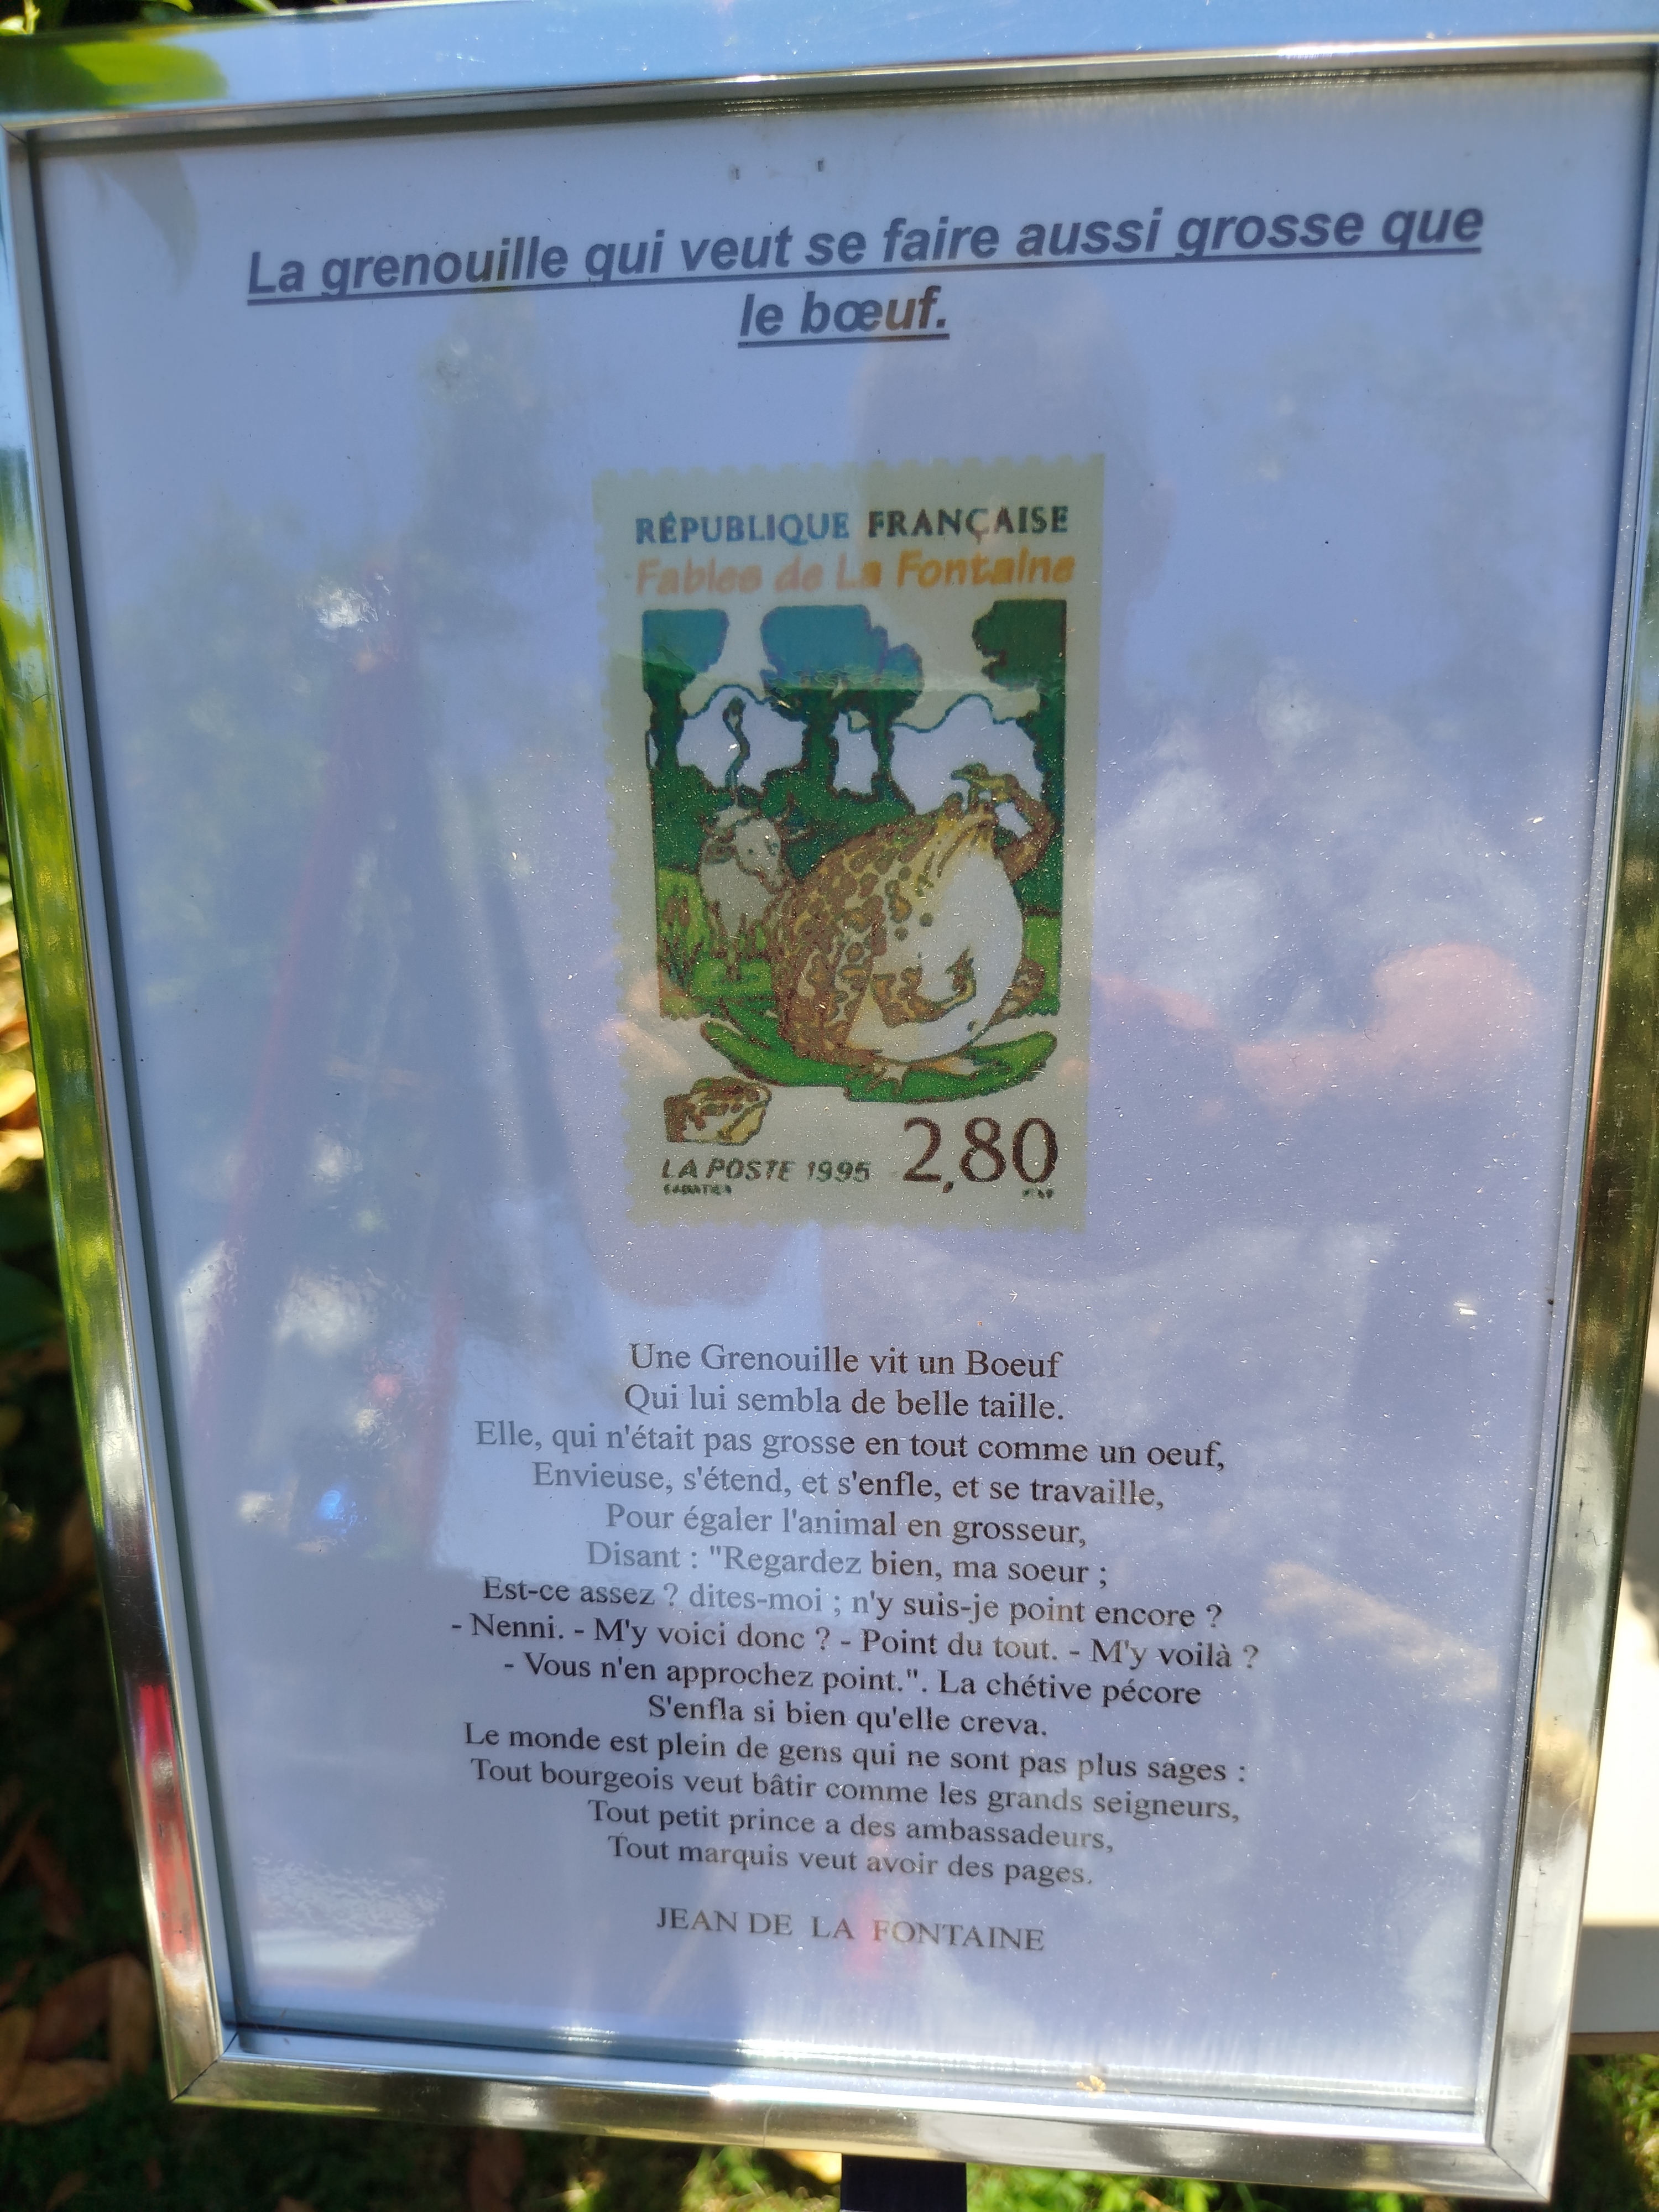 La grenouille qui veut se faire aussi grosse que
le bœuf.
RÉPUBLIQUE FRANÇAISE
Fables de La Fontaine
2,80
LA POSTE 1995
Une Grenouille vit un Boeuf
Qui lui sembla de belle taille.
Elle, qui n'était pas grosse en tout comme un oeuf,
Envieuse, s'étend, et s'enfle, et se travaille,
Pour égaler l'animal en grosseur,
Disant : "Regardez bien, ma soeur ;
Est-ce assez ? dites-moi ; n'y suis-je point encore ?
- Nenni. - M'y voici donc ? - Point du tout. - M'y voilà ?
- Vous n'en approchez point.". La chétive pécore
S'enfla si bien qu'elle creva.
Le monde est plein de gens qui ne sont pas plus sages :
Tout bourgeois veut bâtir comme les grands seigneurs,
Tout petit prince a des ambassadeurs,
Tout marquis veut avoir des pages.
JEAN DE LA FONTAINE